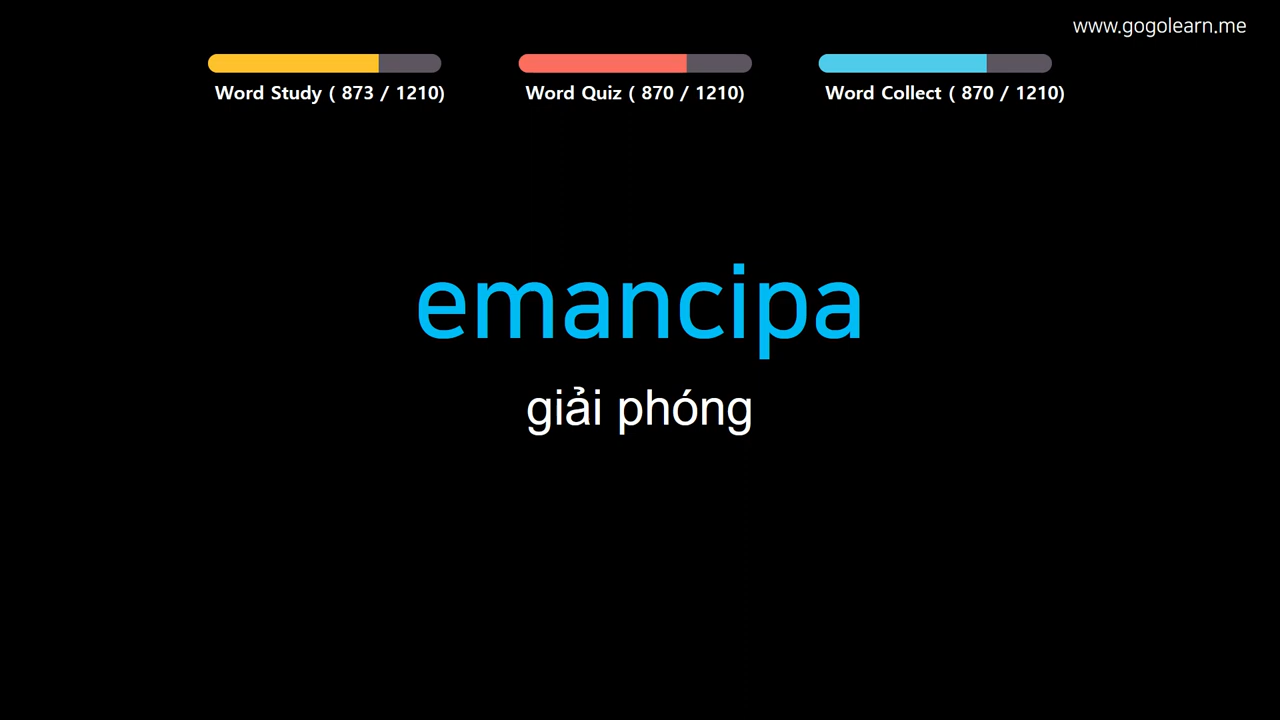 www.gogolearn.me
Word Study ( 873 / 1210)
Word Quiz ( 870 / 1210)
Word Collect ( 870 / 1210)
emancipa
giải phóng